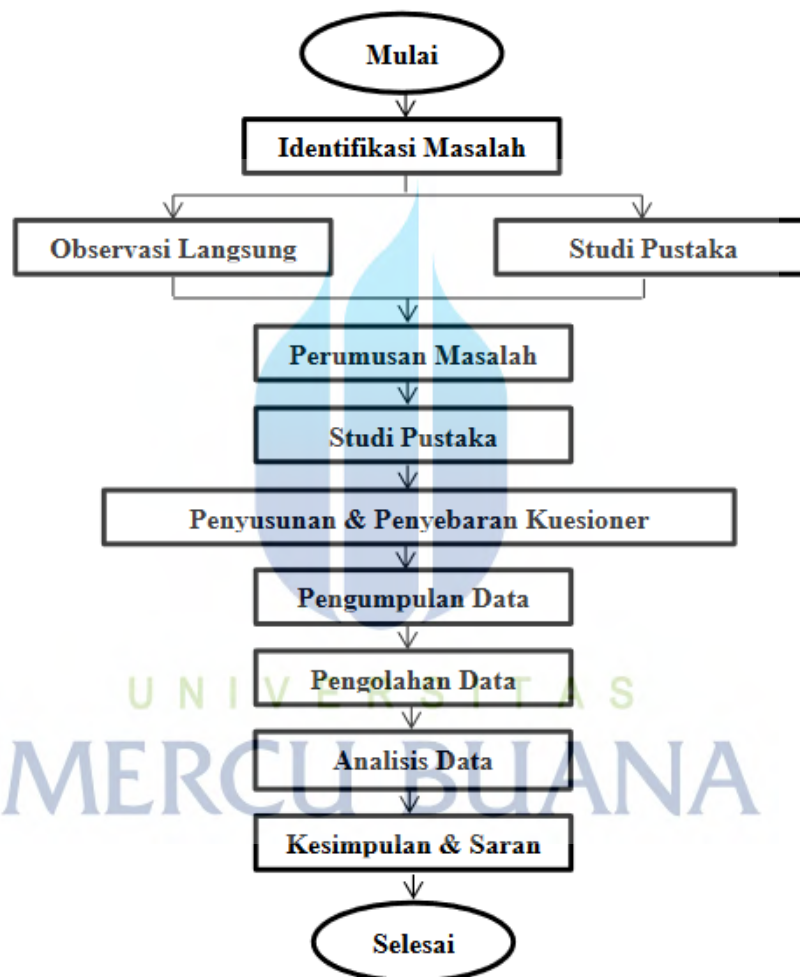 Mulai
Identifikasi Masalah
Observasi Langsung
Studi Pustaka
Perumusan Masalah
Studi Pustaka
Penyusunan & Penyebaran Kuesioner
Pengumpulan Data
Pengolahan Data
UNIVERSITAS
Analisis Data
MERCU BUANA
Kesimpulan & Saran
Selesai